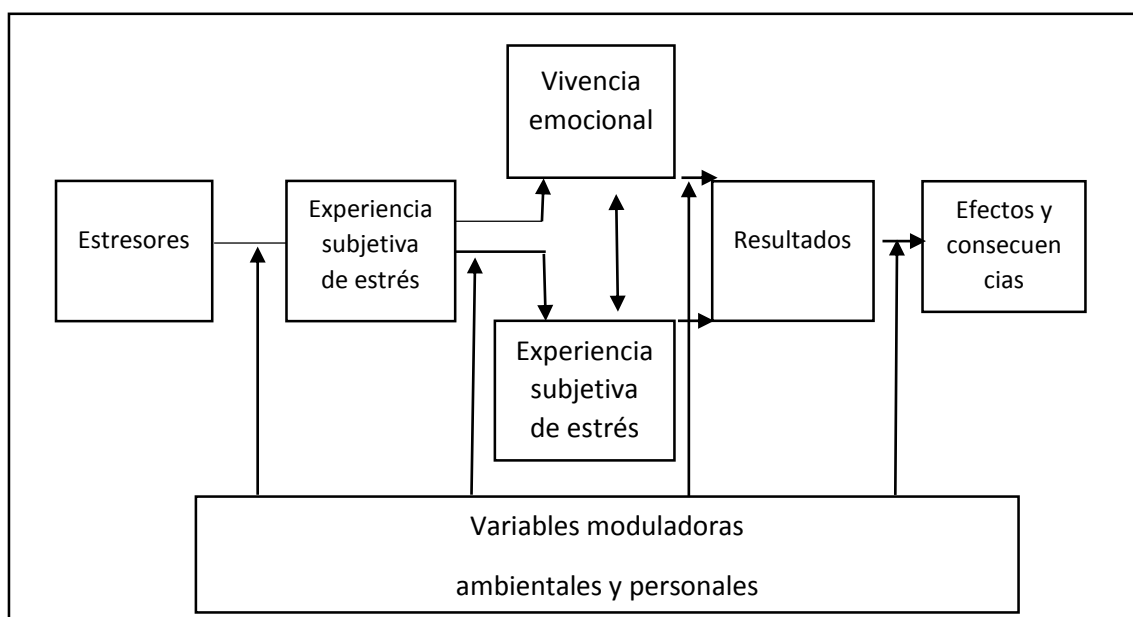 Estresores
Experiencia
subjetiva
de estrés
Vivencia
emocional
Experiencia
subjetiva
de estrés
Resultados
Efectos y
consecuen
cias
Variables moduladoras
ambientales y personales